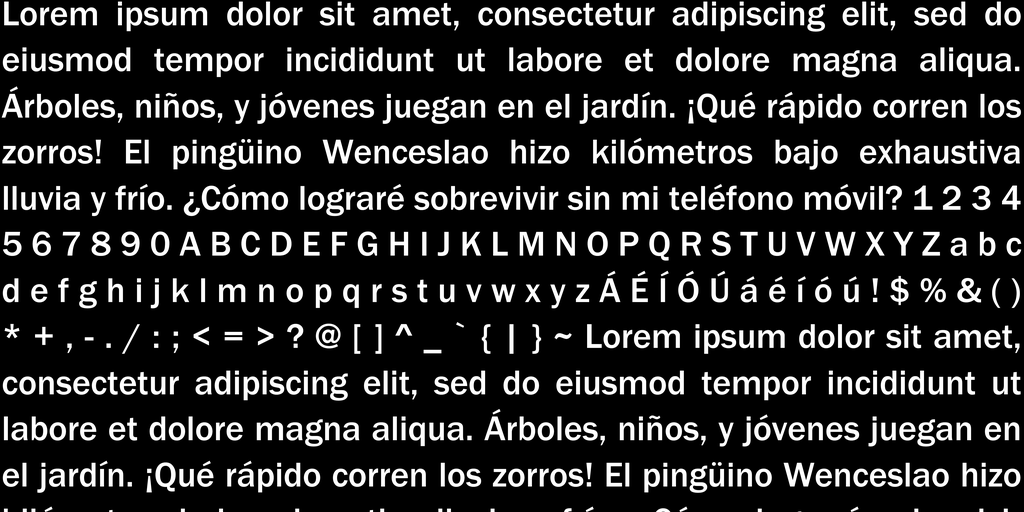 Lorem ipsum dolor sit amet, consectetur adipiscing elit, sed do
eiusmod tempor incididunt ut labore et dolore magna aliqua.
Árboles, niños, y jóvenes juegan en el jardín. ¡Qué rápido corren los
zorros! El pingüino Wenceslao hizo kilómetros bajo exhaustiva
lluvia y frío. ¿Cómo lograré sobrevivir sin mi teléfono móvil? 1 2 3 4
5 6 7 8 9 0 A B C D E F G H I J K L M N O P Q R S T U V W X Y Z a b c
d e f g h i j k l m n o p q r s t u v w x y z Á É Í Ó Ú á é í ó ú ! $ % & ( )
* + , - . / : ; < = > ? @ [ ] ^ _ ` { | } ~ Lorem ipsum dolor sit amet,
consectetur adipiscing elit, sed do eiusmod tempor incididunt ut
labore et dolore magna aliqua. Árboles, niños, y jóvenes juegan en
el jardín. ¡Qué rápido corren los zorros! El pingüino Wenceslao hizo